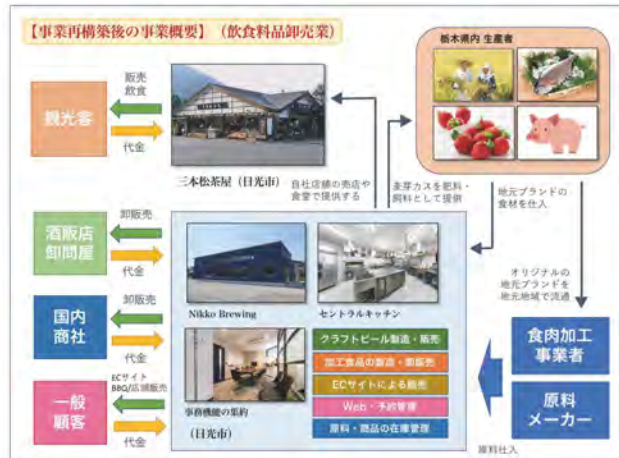 【事業再構築後の事業概要】(飲食料品卸売業)
栃木県内 生産者
観光客
販売
飲食
代金
三本松茶屋(日光市)
自社店舗の売店や
食堂で提供する
麦芽カスを肥料・
飼料として提供
地元ブランドの
食材を仕入
酒販店
卸問屋
卸販売
代金
オリジナルの
地元ブランドを
地元地域で流通
国内
商社
卸販売
代金
Nikko Brewing
セントラルキッチン
クラフトビール製造・販売
加工食品の製造・卸販売
ECサイトによる販売
Web・予約管理
原料・商品の在庫管理
食肉加工
事業者
原料
メーカー
一般
顧客
ECサイト
BBQ/店頭販売
代金
事務機能の集約
(日光市)
原料仕入